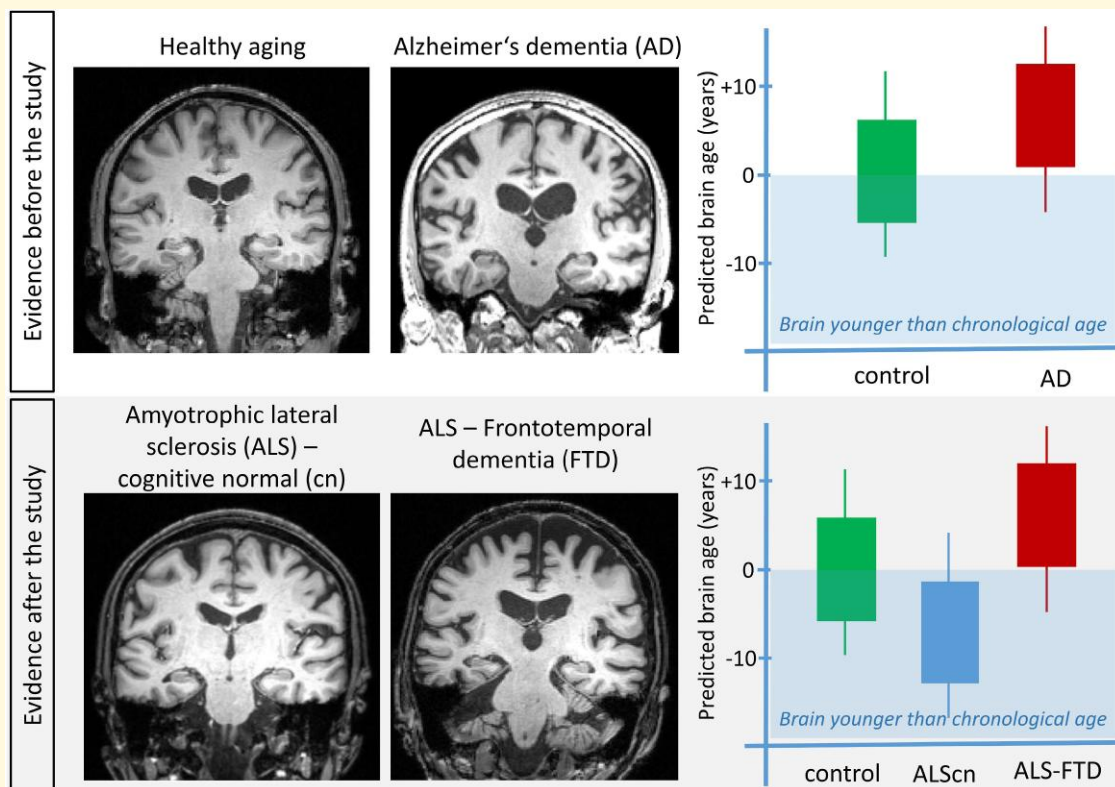 Evidence before the study
Healthy aging
Alzheimer‘s dementia (AD)
Predicted brain age (years)
+10
0
-10
Brain younger than chronological age
control
AD
Evidence after the study
Amyotrophic lateral
sclerosis (ALS) –
cognitive normal (cn)
ALS – Frontotemporal
dementia (FTD)
Predicted brain age (years)
+10
0
-10
Brain younger than chronological age
control
ALScn
ALS-FTD